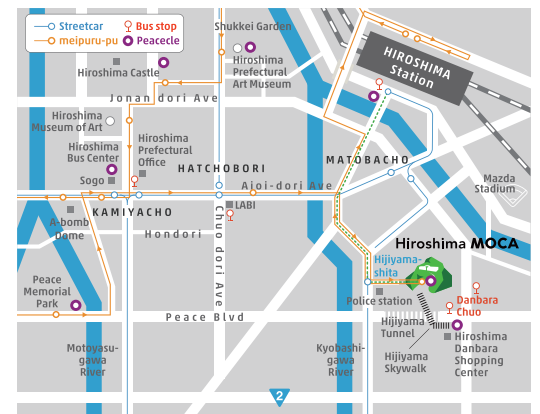 Streetcar
Bus stop
meipuru-pu
Peacecle
Shukkei Garden
Hiroshima Castle
Hiroshima
Prefectural
Art Museum
HIROSHIMA
Station
Jonan dori Ave
Hiroshima
Museum of Art
Hiroshima
Prefectural
Office
Hiroshima
Bus Center
Sogo
HATCHOBORI
MATOBACHO
Ajoi-dori Ave
Mazda
Stadium
KAMIYACHO
LABI
A-bomb
Dome
Hondori
Chuo dori Ave
Hiroshima MOCA
Hijiyama-
shita
Peace
Memorial
Park
Police station
Danbara
Chuo
Peace Blvd
Hijiyama
Tunnel
Hijiyama
Skywalk
Hiroshima
Danbara
Shopping
Center
Motoyasu-
gawa
River
Kyobashi-
gawa
River
2